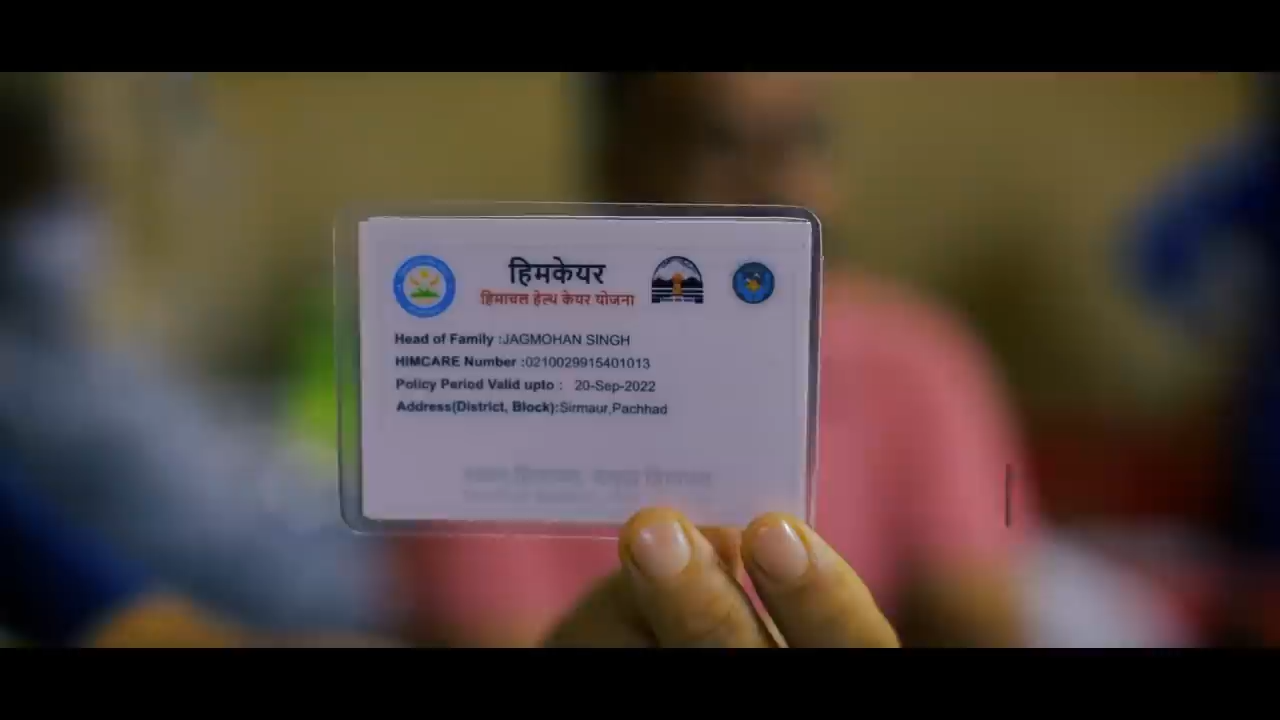 हिमकेयर
हिमाचल हेल्थ केयर योजना
Head of Family :JAGMOHAN SINGH
HIMCARE Number :0210029915401013
Policy Period Valid upto : 20-Sep-2022
Address(District, Block):Sirmaur,Pachhad